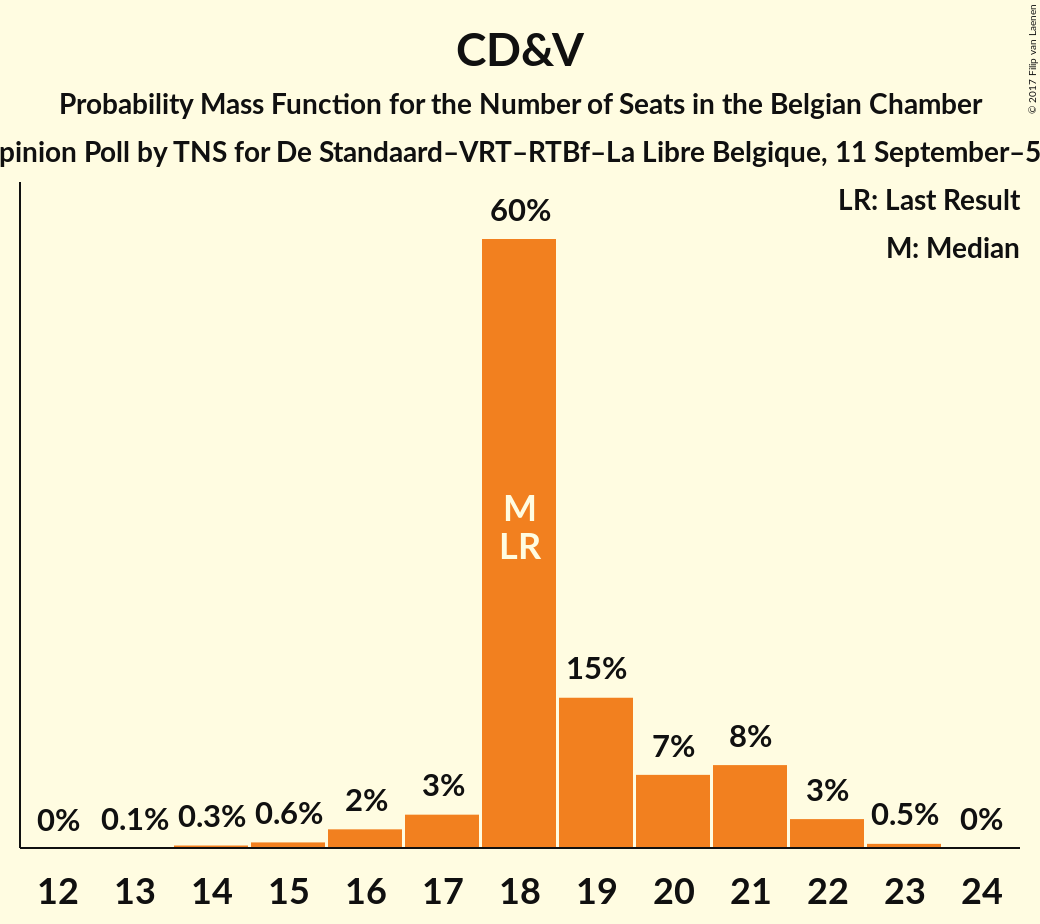 CD&V
Probability Mass Function for the Number of Seats in the Belgian Chamber
pinion Poll by TNS for De Standaard–VRT–RTBf–La Libre Belgique, 11 September–5
© 2017 Filip van Laenen
LR: Last Result
M: Median
60%
M
LR
15%
7%
8%
3%
0.5%
0%
0%
0.1%
0.3%
0.6%
2%
3%
12 13 14 15 16 17 18 19 20 21 22 23 24